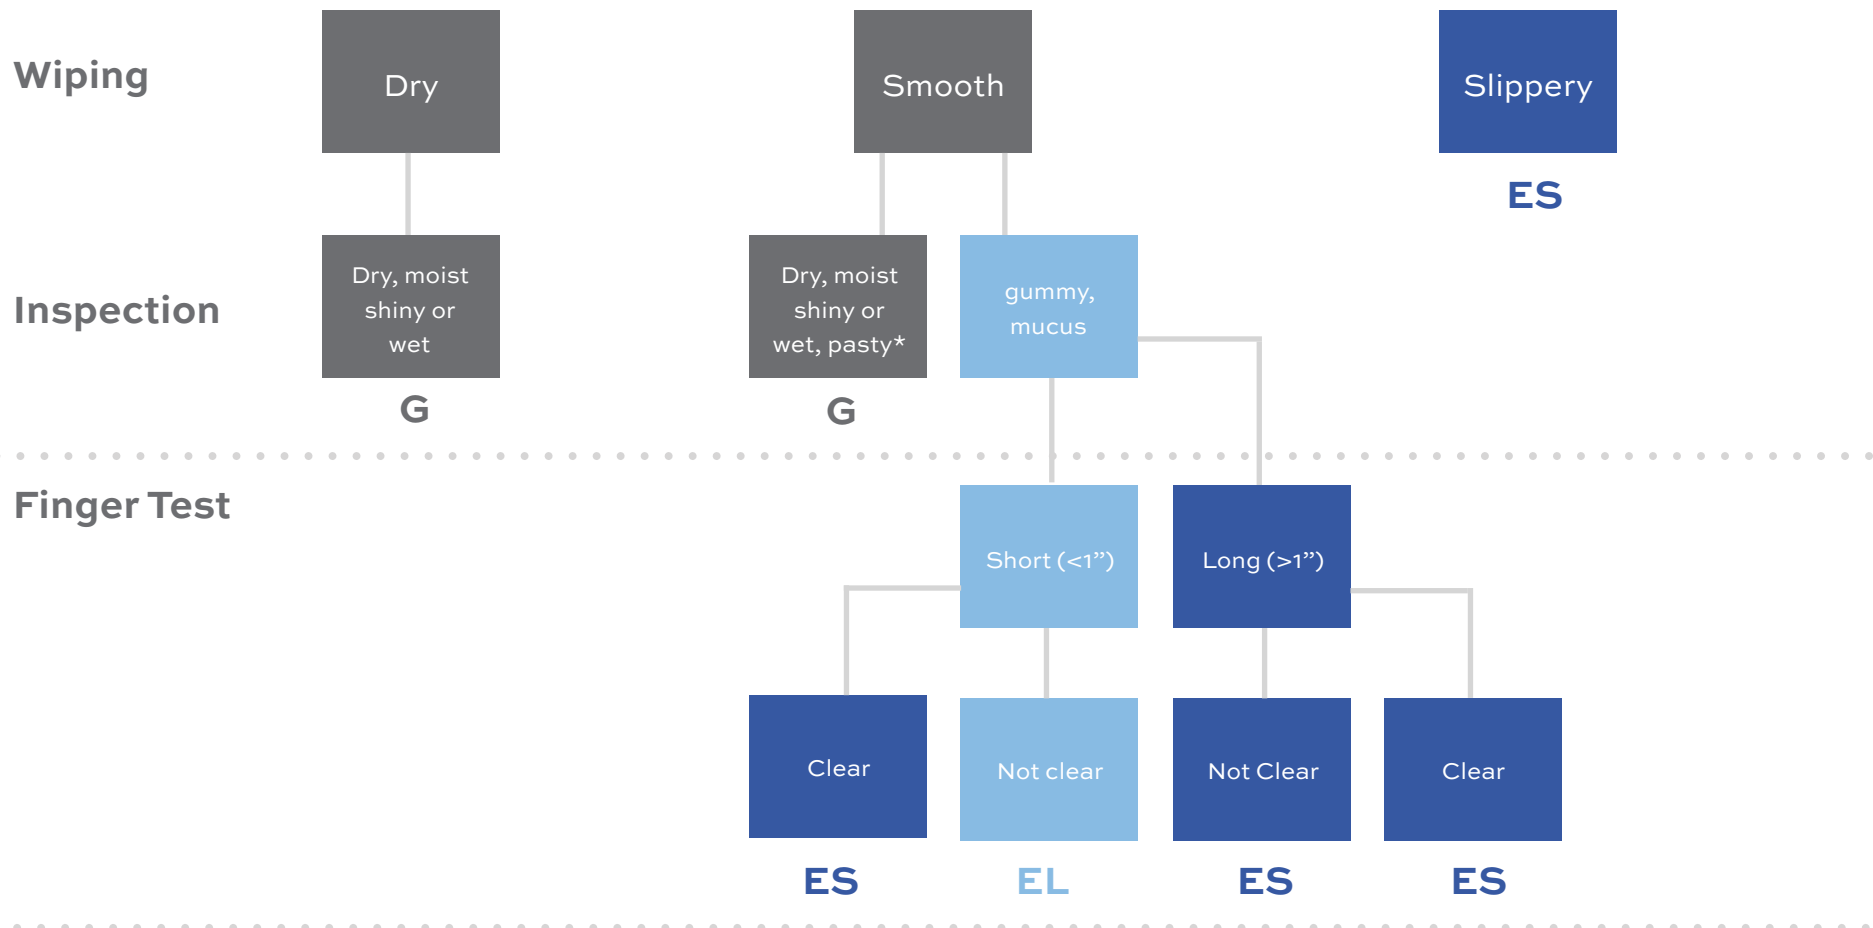 Wiping
Dry
Smooth
Slippery
ES
Inspection
Dry, moist
shiny or
wet
G
Dry, moist
shiny or
wet, pasty*
G
gummy,
mucus
Finger Test
Short (<1”)
Long (>1”)
Clear
Not clear
Not Clear
Clear
ES
EL
ES
ES